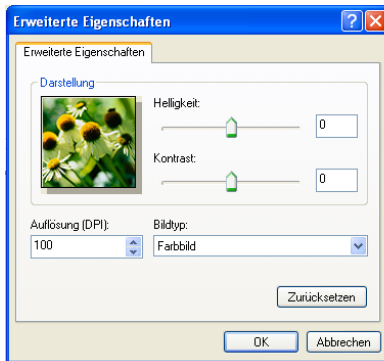 Erweiterte Eigenschaften
Erweiterte Eigenschaften
Darstellung
Helligkeit:
0
Kontrast:
0
Auflösung (DPI):
Bildtyp:
100
Farbbild
Zurücksetzen
OK
Abbrechen